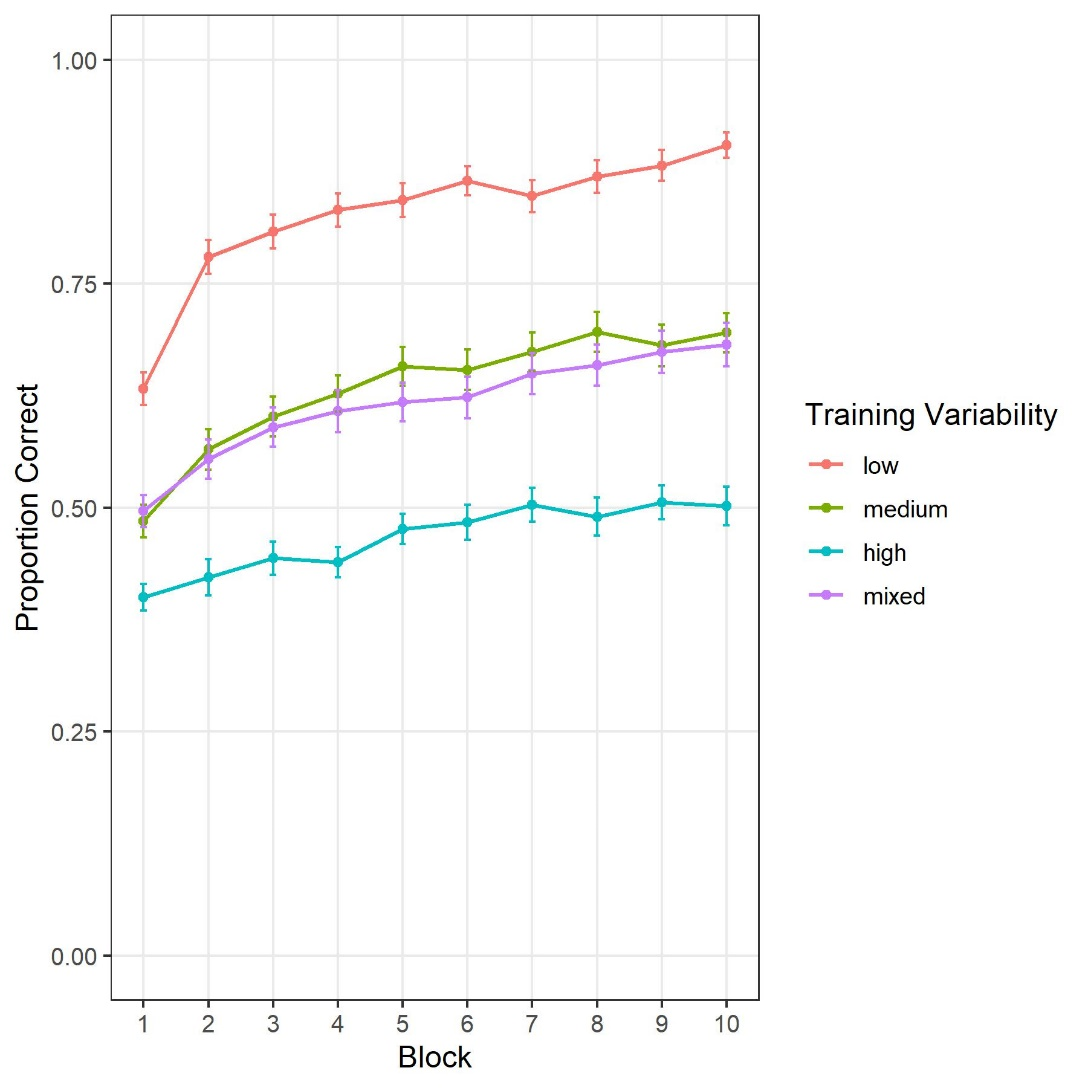 1.00
0.75
0.50
0.25
0.00
Proportion Correct
1 2 3 4 5 6 7 8 9 10
Block
Training Variability
low
medium
high
mixed